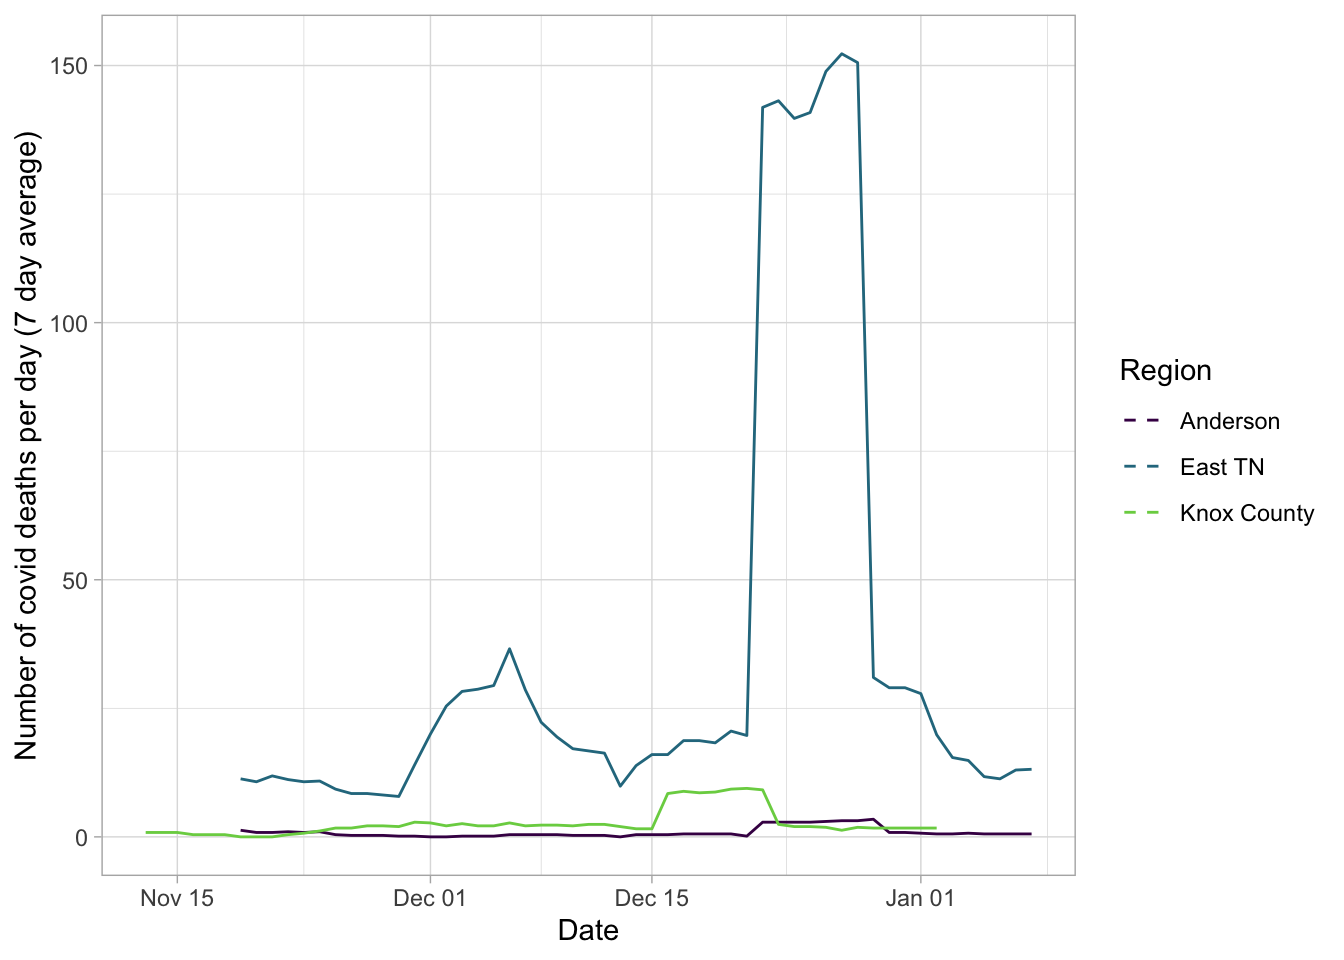 Number of covid deaths per day (7 day average)
150
100
50
0
Nov 15
Dec 01
Dec 15
Jan 01
Date
Region
Anderson
East TN
Knox County